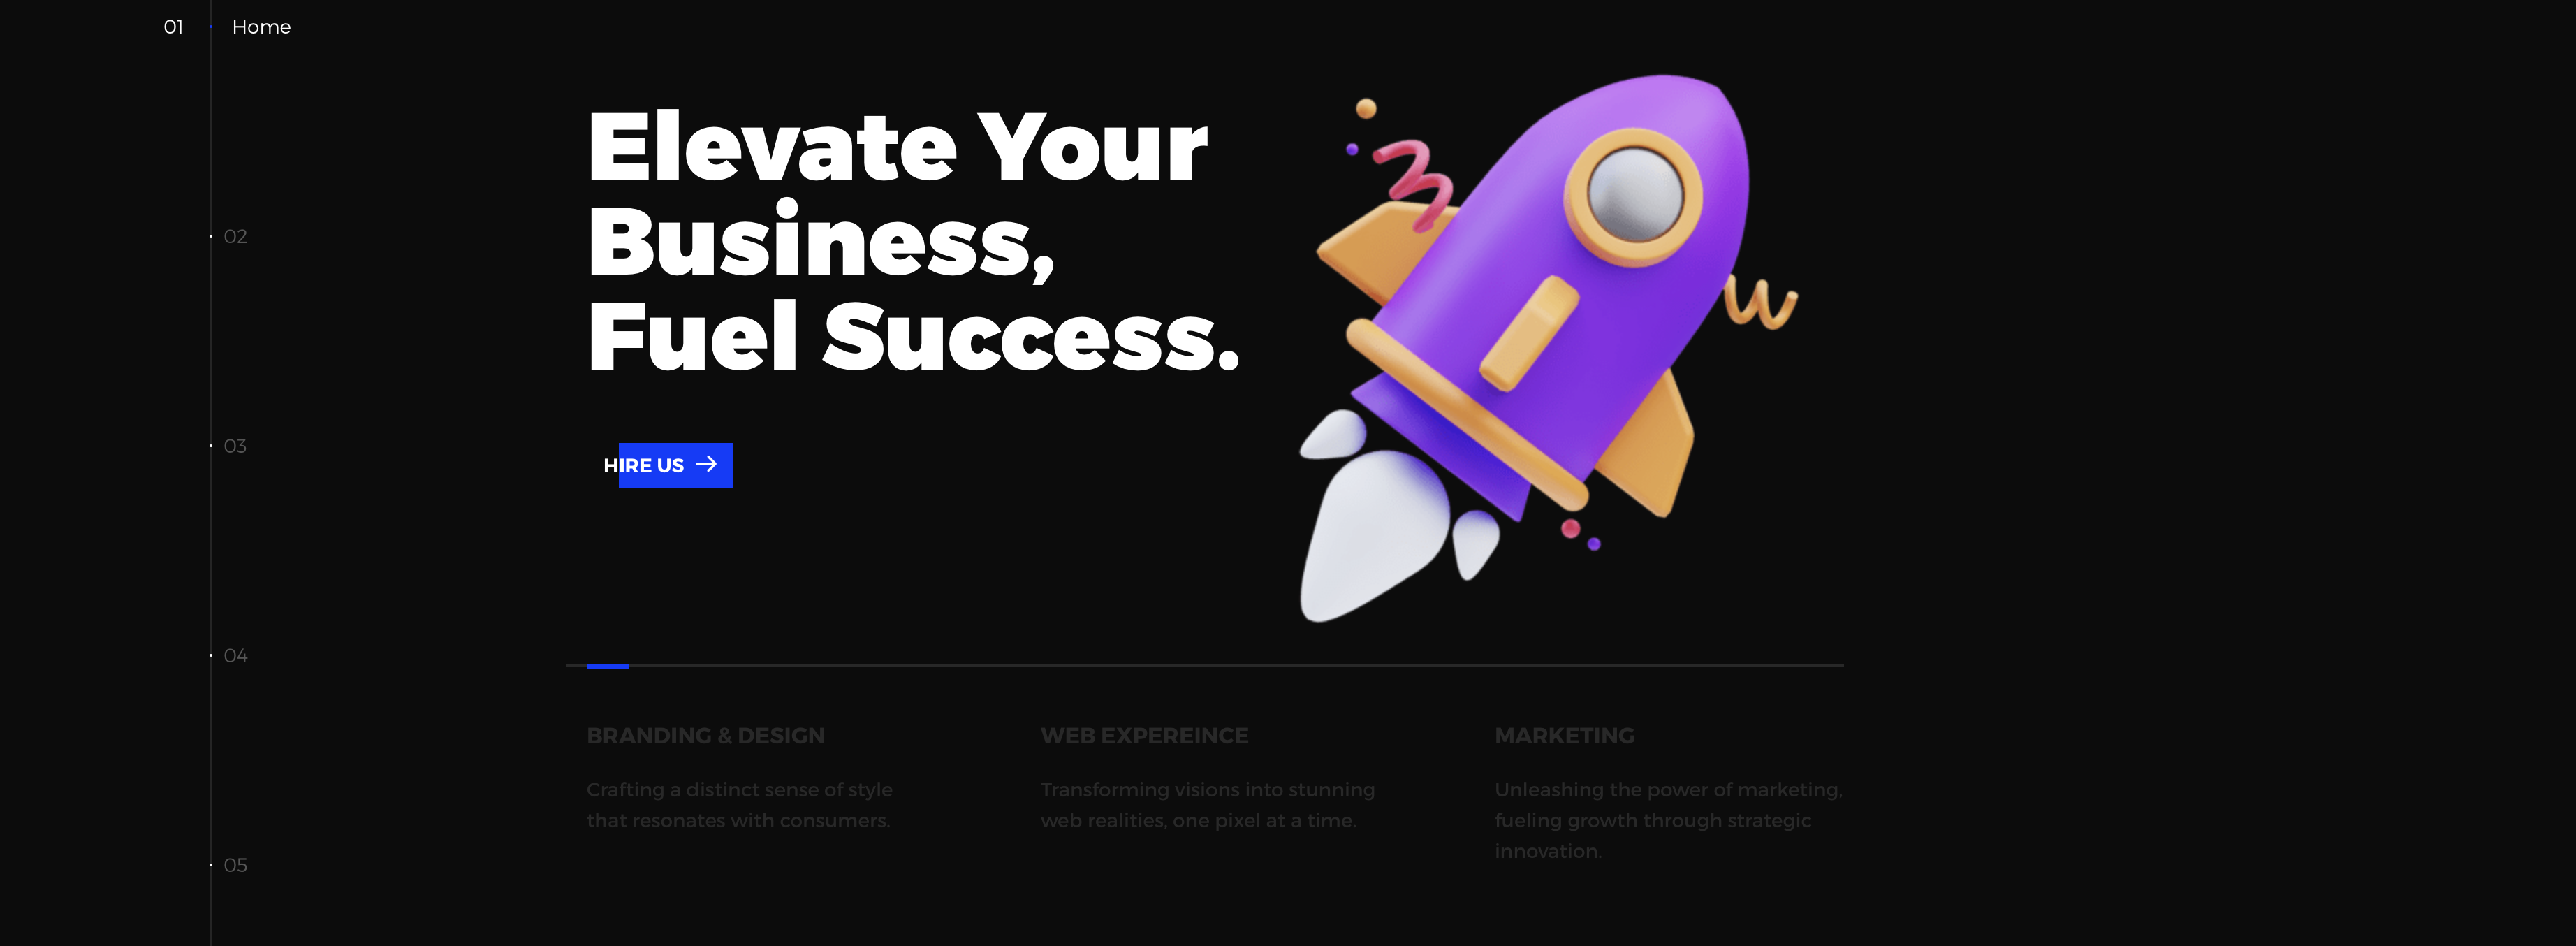 01 Home
Elevate Your
Business,
Fuel Success.
02
03
HIRE US
04
BRANDING & DESIGN
Crafting a distinct sense of style
that resonates with consumers.
WEB EXPEREINCE
Transforming visions into stunning
web realities, one pixel at a time.
MARKETING
Unleashing the power of marketing,
fueling growth through strategic
innovation.
05